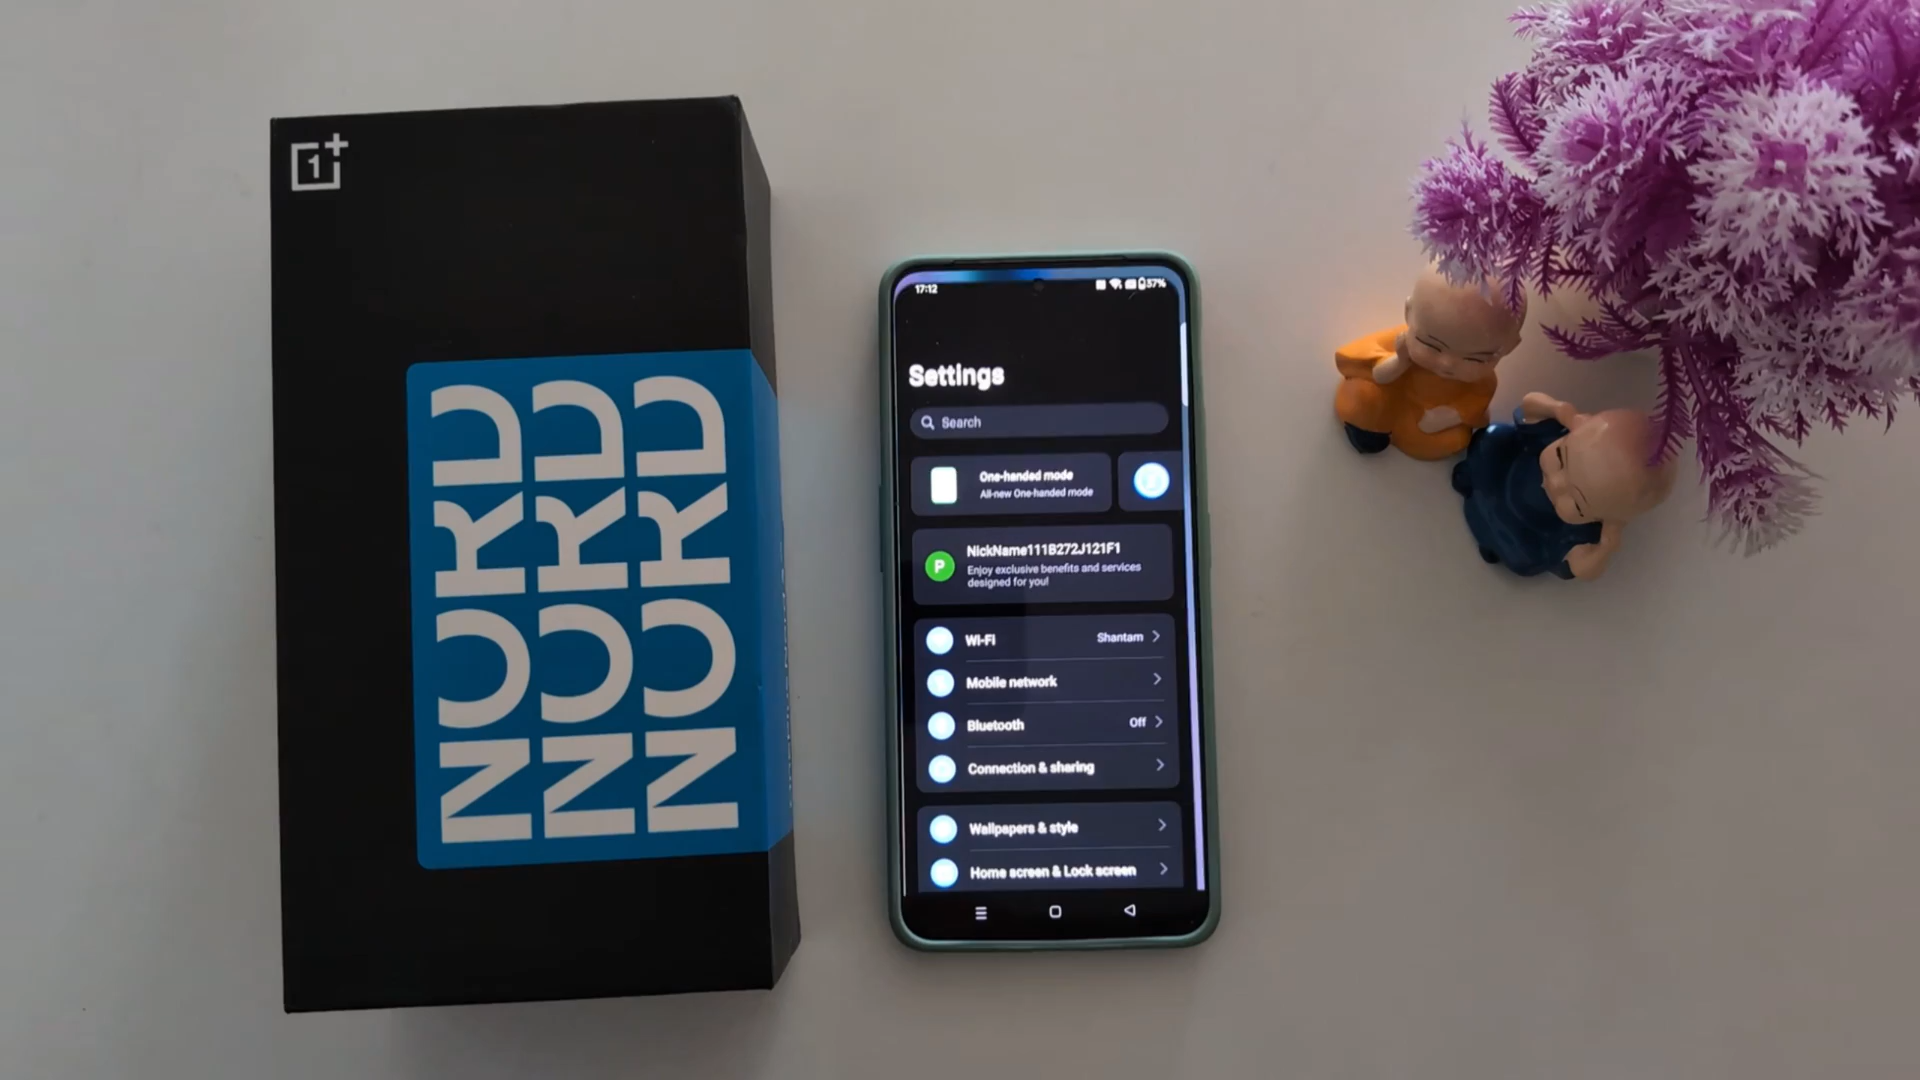 1+
NORD
NORD
NORD
17:12
37%
Settings
Search
One-handed mode
All-new One-handed mode
P
NickName111B272J121F1
Enjoy exclusive benefits and services
designed for you!
Wi-Fi
Shantam
Mobile network
Bluetooth
Off
Connection & sharing
Wallpapers & style
Home screen & Lock screen